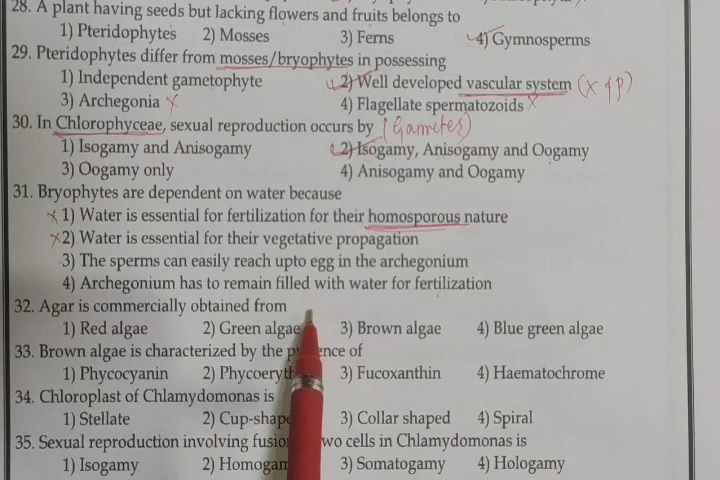 28. A plant having seeds but lacking flowers and fruits belongs to
1) Pteridophytes 2) Mosses 3) Ferns 4) Gymnosperms
29. Pteridophytes differ from mosses/bryophytes in possessing
1) Independent gametophyte 2) Well developed vascular system (x & p)
3) Archegonia x 4) Flagellate spermatozoids x
30. In Chlorophyceae, sexual reproduction occurs by (Gametes)
1) Isogamy and Anisogamy 2) Isogamy, Anisogamy and Oogamy
3) Oogamy only 4) Anisogamy and Oogamy
31. Bryophytes are dependent on water because
x 1) Water is essential for fertilization for their homosporous nature
x 2) Water is essential for their vegetative propagation
3) The sperms can easily reach upto egg in the archegonium
4) Archegonium has to remain filled with water for fertilization
32. Agar is commercially obtained from
1) Red algae 2) Green algae 3) Brown algae 4) Blue green algae
33. Brown algae is characterized by the of
1) Phycocyanin 2) Phycoeryth 3) Fucoxanthin 4) Haematochrome
34. Chloroplast of Chlamydomonas is
1) Stellate 2) Cup-shape 3) Collar shaped 4) Spiral
35. Sexual reproduction involving fusion wo cells in Chlamydomonas is
1) Isogamy 2) Homogam 3) Somatogamy 4) Hologamy